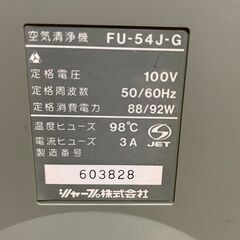 空気清浄機 FU-54J-G
定格電圧 100V
定格周波数 50/60Hz
定格消費電力 88/92W
温度ヒューズ 98℃
電流ヒューズ 3A
JET
製造番号
603828
シャープ株式会社